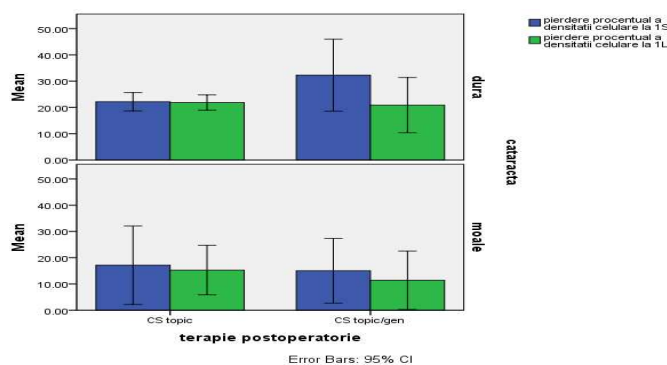 pierdere procentual a
densitatii celulare la 1S
pierdere procentual a
densitatii celulare la 1L
Mean
50.00
40.00
30.00
20.00
10.00
0.00
dura
cataracta
Mean
50.00
40.00
30.00
20.00
10.00
0.00
moale
CS topic
CS topic/gen
terapie postoperatorie
Error Bars: 95% CI